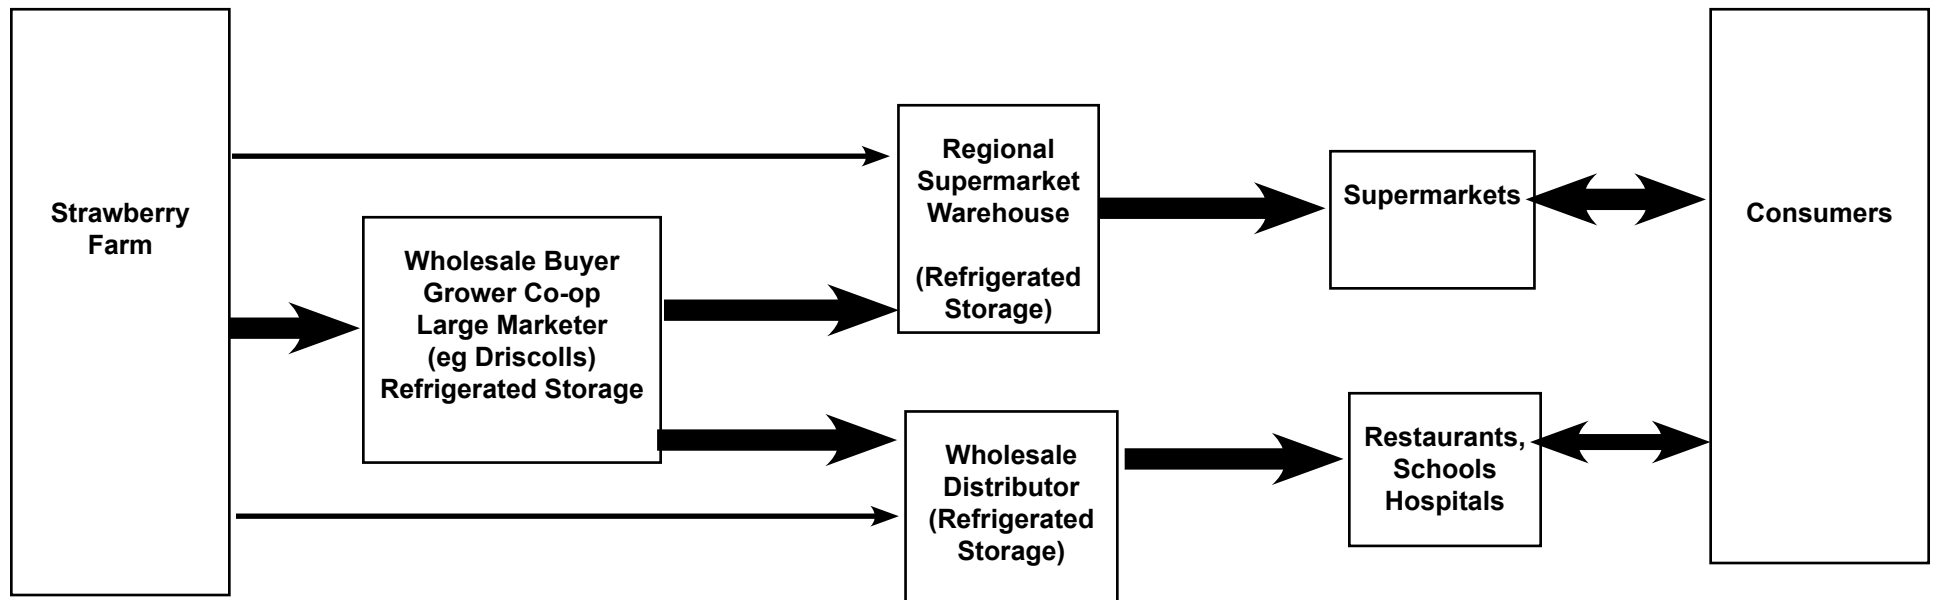 Strawberry
Farm
Wholesale Buyer
Grower Co-op
Large Marketer
(eg Driscolls)
Refrigerated Storage
Regional
Supermarket
Warehouse
(Refrigerated
Storage)
Wholesale
Distributor
(Refrigerated
Storage)
Supermarkets
Restaurants,
Schools
Hospitals
Consumers